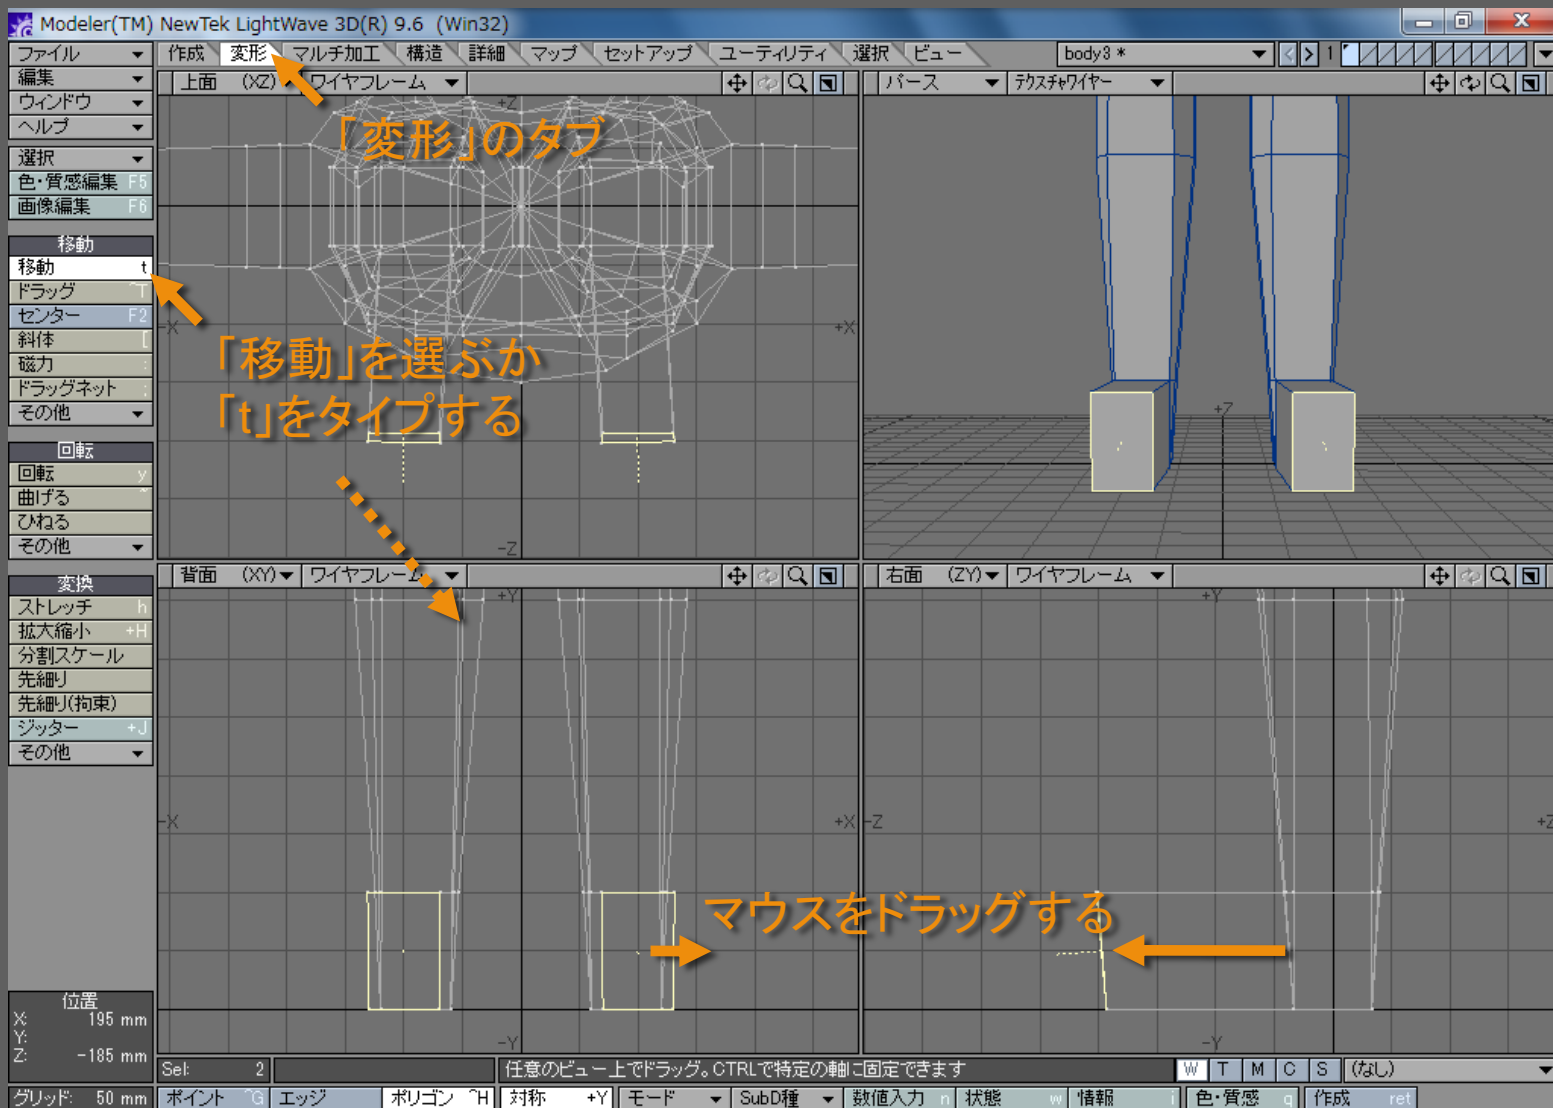 Modeler(TM) NewTek LightWave 3D(R) 9.6 (Win32)
ファイル
作成 変形 マルチ加工 構造 詳細 マップ セットアップ ユーティリティ 選択 ビュー
body3 *
1
編集
ウィンドウ
ヘルプ
選択
色・質感編集 F5
画像編集 F6
移動
移動 t
ドラッグ ^T
センター F2
斜体 [
磁力 :
ドラッグネット ;
その他
回転
回転 y
曲げる ~
ひねる
その他
変換
ストレッチ h
拡大縮小 +H
分割スケール
先細り
先細り(拘束)
ジッター +J
その他
上面 (XZ) ワイヤフレーム
パース テクスチャワイヤー
+Z
「変形」のタブ
-X
+X
「移動」を選ぶか
「t」をタイプする
-Z
+Z
背面 (XY) ワイヤフレーム
右面 (ZY) ワイヤフレーム
+Y
+Y
-X
+X
-Z
+Z
マウスをドラッグする
-Y
-Y
位置
X: 195 mm
Y:
Z: -185 mm
Sel: 2
任意のビュー上でドラッグ。CTRLで特定の軸に固定できます
W T M C S (なし)
グリッド: 50 mm
ポイント ^G エッジ ポリゴン ^H 対称 +Y モード SubD種 数値入力 n 状態 w 情報 i 色・質感 q 作成 ret